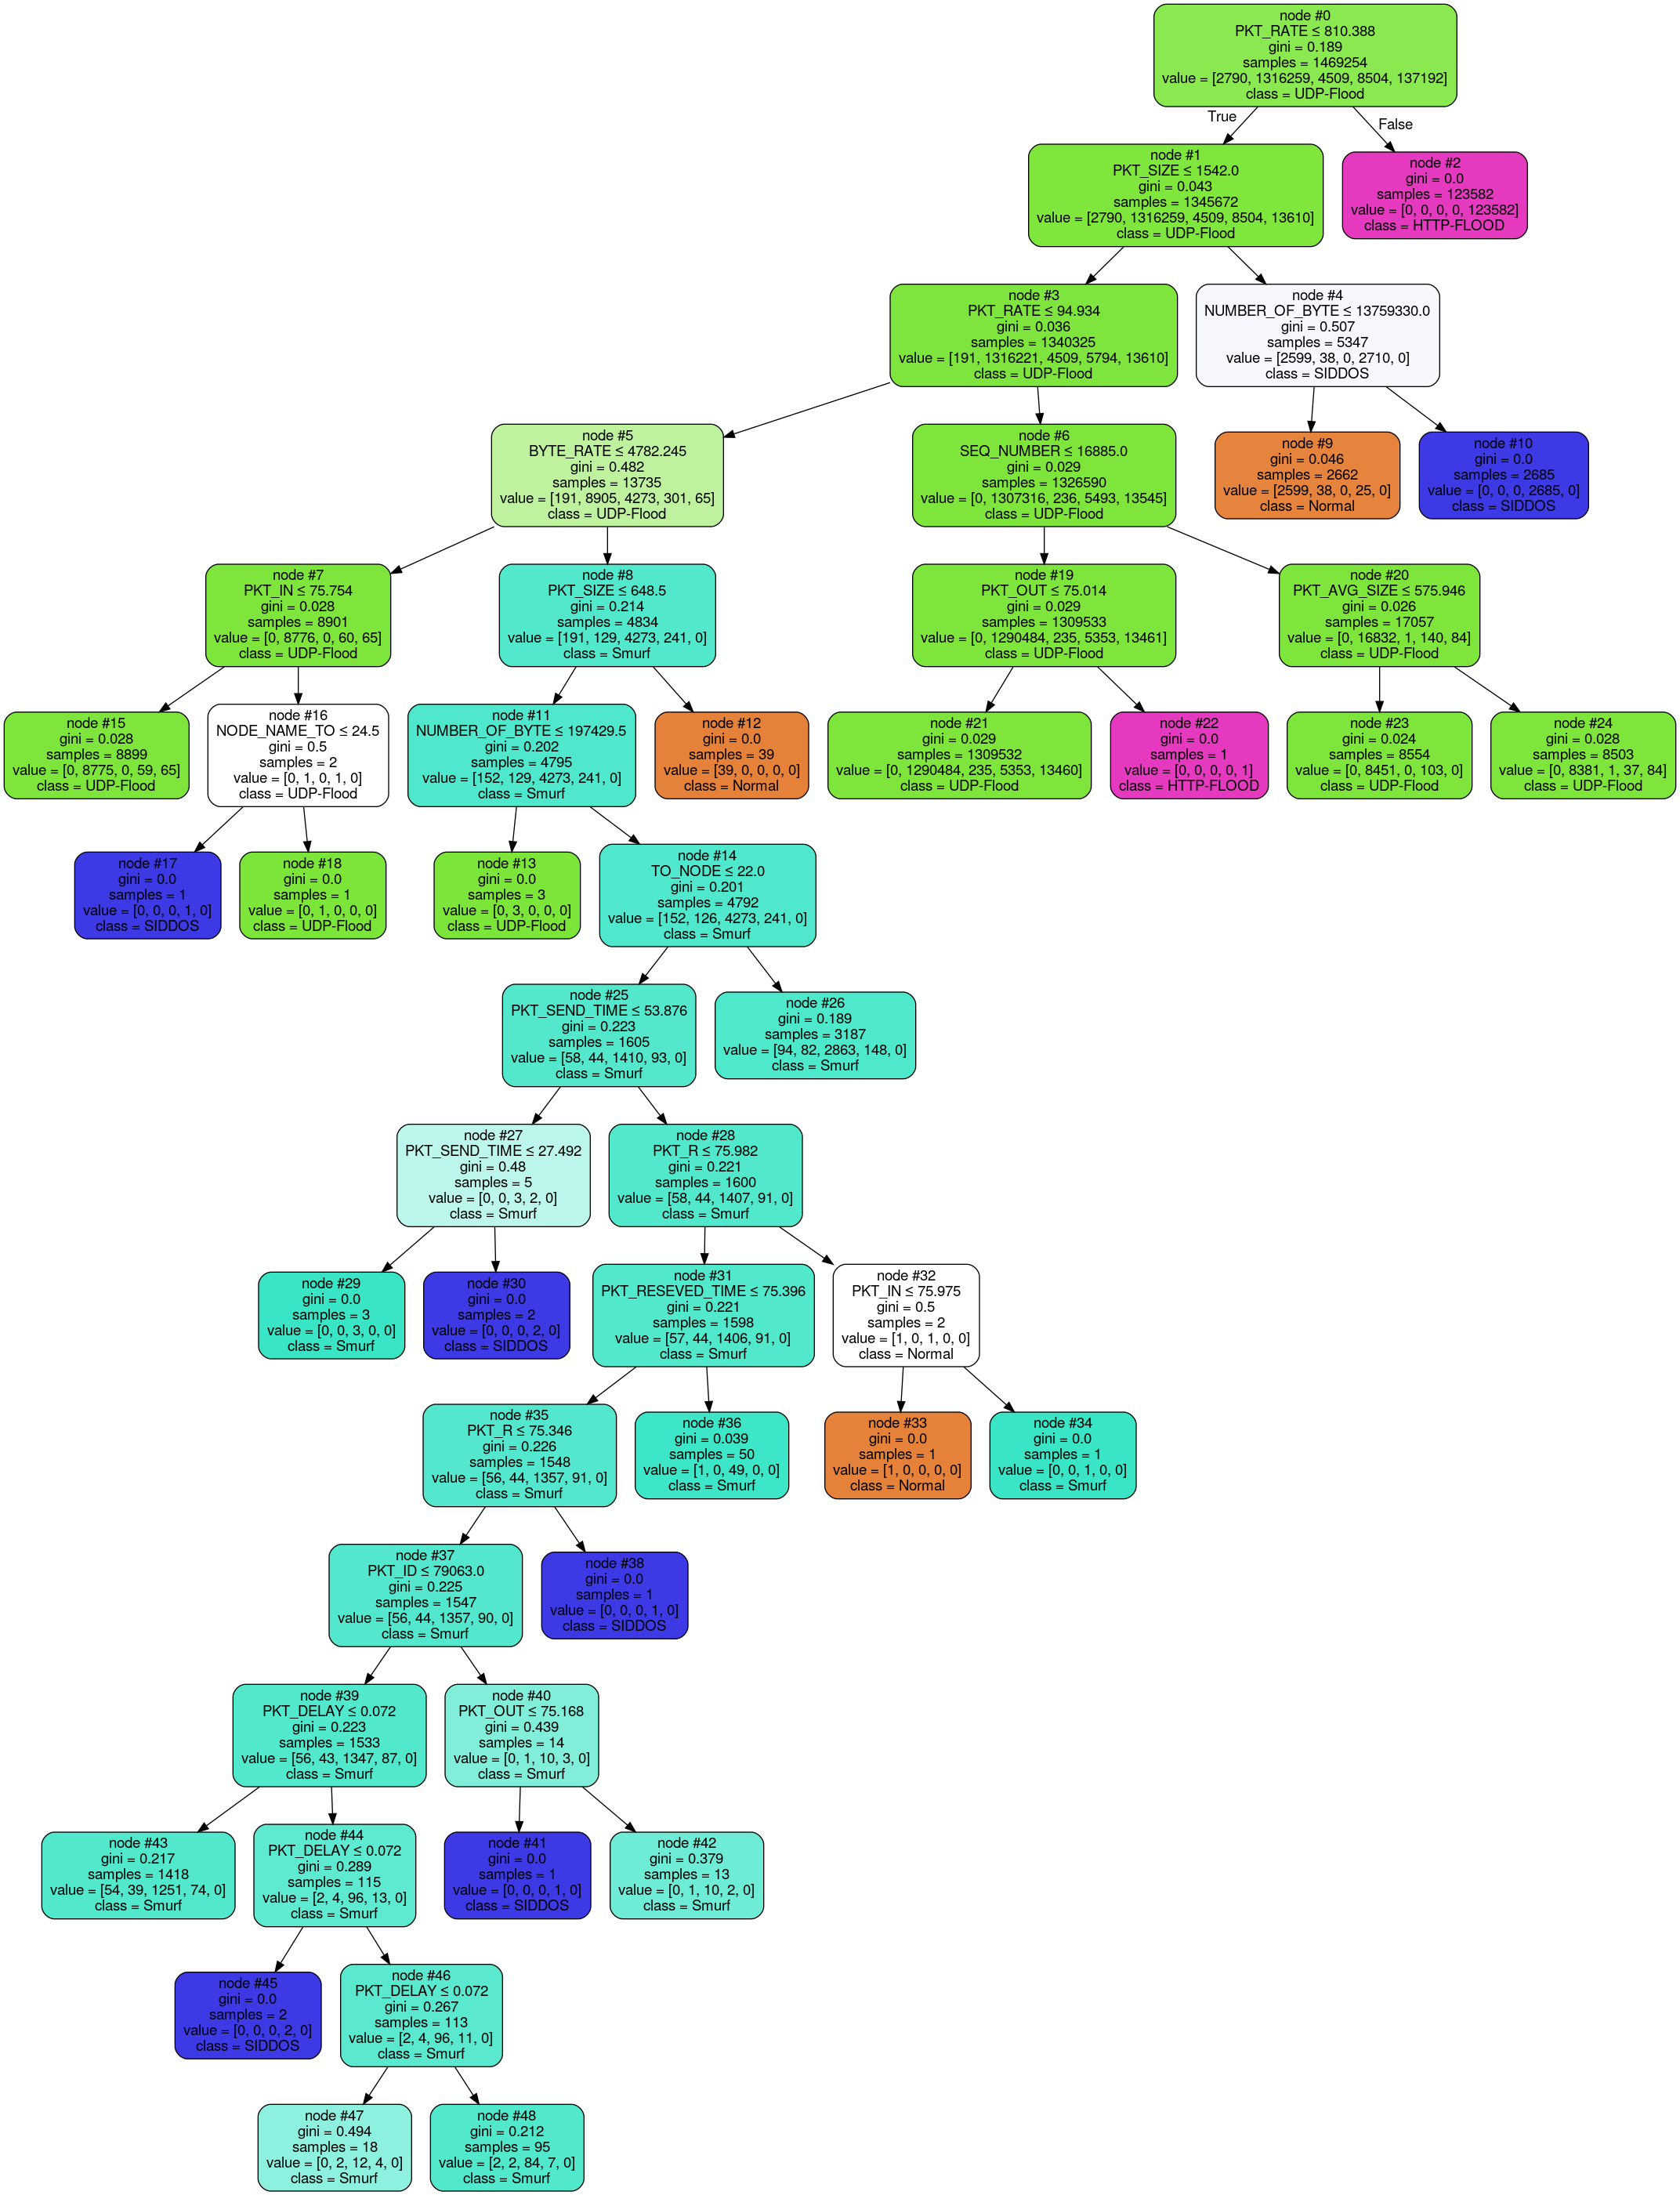 node #0
PKT_RATE ≤ 810.388
gini = 0.189
samples = 1469254
value = [2790, 1316259, 4509, 8504, 137192]
class = UDP-Flood
True
False
node #1
PKT_SIZE ≤ 1542.0
gini = 0.043
samples = 1345672
value = [2790, 1316259, 4509, 8504, 13610]
class = UDP-Flood
node #2
gini = 0.0
samples = 123582
value = [0, 0, 0, 0, 123582]
class = HTTP-FLOOD
node #3
PKT_RATE ≤ 94.934
gini = 0.036
samples = 1340325
value = [191, 1316221, 4509, 5794, 13610]
class = UDP-Flood
node #4
NUMBER_OF_BYTE ≤ 13759330.0
gini = 0.507
samples = 5347
value = [2599, 38, 0, 2710, 0]
class = SIDDOS
node #5
BYTE_RATE ≤ 4782.245
gini = 0.482
samples = 13735
value = [191, 8905, 4273, 301, 65]
class = UDP-Flood
node #6
SEQ_NUMBER ≤ 16885.0
gini = 0.029
samples = 1326590
value = [0, 1307316, 236, 5493, 13545]
class = UDP-Flood
node #9
gini = 0.046
samples = 2662
value = [2599, 38, 0, 25, 0]
class = Normal
node #10
gini = 0.0
samples = 2685
value = [0, 0, 0, 2685, 0]
class = SIDDOS
node #7
PKT_IN ≤ 75.754
gini = 0.028
samples = 8901
value = [0, 8776, 0, 60, 65]
class = UDP-Flood
node #8
PKT_SIZE ≤ 648.5
gini = 0.214
samples = 4834
value = [191, 129, 4273, 241, 0]
class = Smurf
node #19
PKT_OUT ≤ 75.014
gini = 0.029
samples = 1309533
value = [0, 1290484, 235, 5353, 13461]
class = UDP-Flood
node #20
PKT_AVG_SIZE ≤ 575.946
gini = 0.026
samples = 17057
value = [0, 16832, 1, 140, 84]
class = UDP-Flood
node #15
gini = 0.028
samples = 8899
value = [0, 8775, 0, 59, 65]
class = UDP-Flood
node #16
NODE_NAME_TO ≤ 24.5
gini = 0.5
samples = 2
value = [0, 1, 0, 1, 0]
class = UDP-Flood
node #11
NUMBER_OF_BYTE ≤ 197429.5
gini = 0.202
samples = 4795
value = [152, 129, 4273, 241, 0]
class = Smurf
node #12
gini = 0.0
samples = 39
value = [39, 0, 0, 0, 0]
class = Normal
node #21
gini = 0.029
samples = 1309532
value = [0, 1290484, 235, 5353, 13460]
class = UDP-Flood
node #22
gini = 0.0
samples = 1
value = [0, 0, 0, 0, 1]
class = HTTP-FLOOD
node #23
gini = 0.024
samples = 8554
value = [0, 8451, 0, 103, 0]
class = UDP-Flood
node #24
gini = 0.028
samples = 8503
value = [0, 8381, 1, 37, 84]
class = UDP-Flood
node #17
gini = 0.0
samples = 1
value = [0, 0, 0, 1, 0]
class = SIDDOS
node #18
gini = 0.0
samples = 1
value = [0, 1, 0, 0, 0]
class = UDP-Flood
node #13
gini = 0.0
samples = 3
value = [0, 3, 0, 0, 0]
class = UDP-Flood
node #14
TO_NODE ≤ 22.0
gini = 0.201
samples = 4792
value = [152, 126, 4273, 241, 0]
class = Smurf
node #25
PKT_SEND_TIME ≤ 53.876
gini = 0.223
samples = 1605
value = [58, 44, 1410, 93, 0]
class = Smurf
node #26
gini = 0.189
samples = 3187
value = [94, 82, 2863, 148, 0]
class = Smurf
node #27
PKT_SEND_TIME ≤ 27.492
gini = 0.48
samples = 5
value = [0, 0, 3, 2, 0]
class = Smurf
node #28
PKT_R ≤ 75.982
gini = 0.221
samples = 1600
value = [58, 44, 1407, 91, 0]
class = Smurf
node #29
gini = 0.0
samples = 3
value = [0, 0, 3, 0, 0]
class = Smurf
node #30
gini = 0.0
samples = 2
value = [0, 0, 0, 2, 0]
class = SIDDOS
node #31
PKT_RESEVED_TIME ≤ 75.396
gini = 0.221
samples = 1598
value = [57, 44, 1406, 91, 0]
class = Smurf
node #32
PKT_IN ≤ 75.975
gini = 0.5
samples = 2
value = [1, 0, 1, 0, 0]
class = Normal
node #35
PKT_R ≤ 75.346
gini = 0.226
samples = 1548
value = [56, 44, 1357, 91, 0]
class = Smurf
node #36
gini = 0.039
samples = 50
value = [1, 0, 49, 0, 0]
class = Smurf
node #33
gini = 0.0
samples = 1
value = [1, 0, 0, 0, 0]
class = Normal
node #34
gini = 0.0
samples = 1
value = [0, 0, 1, 0, 0]
class = Smurf
node #37
PKT_ID ≤ 79063.0
gini = 0.225
samples = 1547
value = [56, 44, 1357, 90, 0]
class = Smurf
node #38
gini = 0.0
samples = 1
value = [0, 0, 0, 1, 0]
class = SIDDOS
node #39
PKT_DELAY ≤ 0.072
gini = 0.223
samples = 1533
value = [56, 43, 1347, 87, 0]
class = Smurf
node #40
PKT_OUT ≤ 75.168
gini = 0.439
samples = 14
value = [0, 1, 10, 3, 0]
class = Smurf
node #43
gini = 0.217
samples = 1418
value = [54, 39, 1251, 74, 0]
class = Smurf
node #44
PKT_DELAY ≤ 0.072
gini = 0.289
samples = 115
value = [2, 4, 96, 13, 0]
class = Smurf
node #41
gini = 0.0
samples = 1
value = [0, 0, 0, 1, 0]
class = SIDDOS
node #42
gini = 0.379
samples = 13
value = [0, 1, 10, 2, 0]
class = Smurf
node #45
gini = 0.0
samples = 2
value = [0, 0, 0, 2, 0]
class = SIDDOS
node #46
PKT_DELAY ≤ 0.072
gini = 0.267
samples = 113
value = [2, 4, 96, 11, 0]
class = Smurf
node #47
gini = 0.494
samples = 18
value = [0, 2, 12, 4, 0]
class = Smurf
node #48
gini = 0.212
samples = 95
value = [2, 2, 84, 7, 0]
class = Smurf